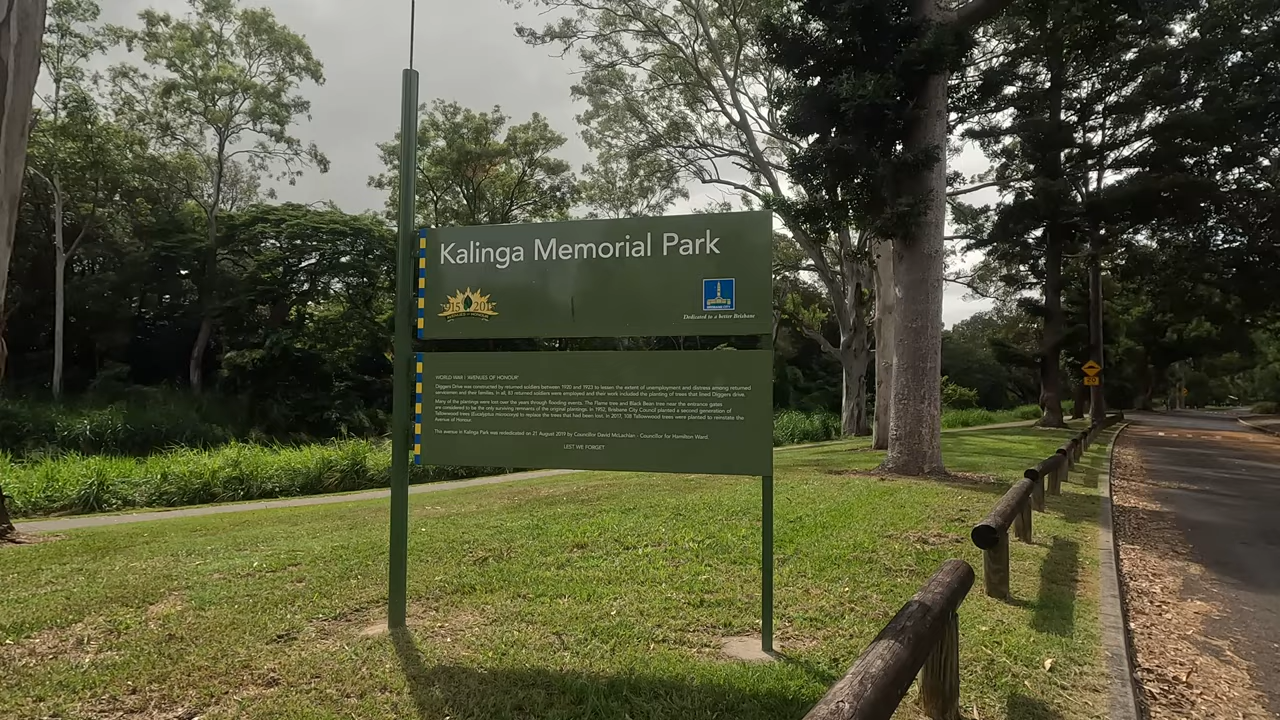 Kalinga Memorial Park
BRISBANE CITY
Dedicated to a better Brisbane
WORLD WAR I 'AVENUES OF HONOUR'
Diggers Drive was constructed by returned soldiers between 1920 and 1923 to lessen the extent of unemployment and distress among returned
servicemen and their families. In all, 83 returned soldiers were employed and their work included the planting of trees that lined Diggers drive.
Many of the plantings were lost over the years through flooding events. The Flame tree and Black Bean tree near the entrance gates
are considered to be the only surviving remnants of the original plantings. In 1952, Brisbane City Council planted a second generation of
Tallowwood trees (Eucalyptus microcorys) to replace the trees that had been lost. In 2017, 108 Tallowwood trees were planted to reinstate the
Avenue of Honour.
This avenue in Kalinga Park was rededicated on 21 August 2019 by Councillor David McLachlan - Councillor for Hamilton Ward.
LEST WE FORGET